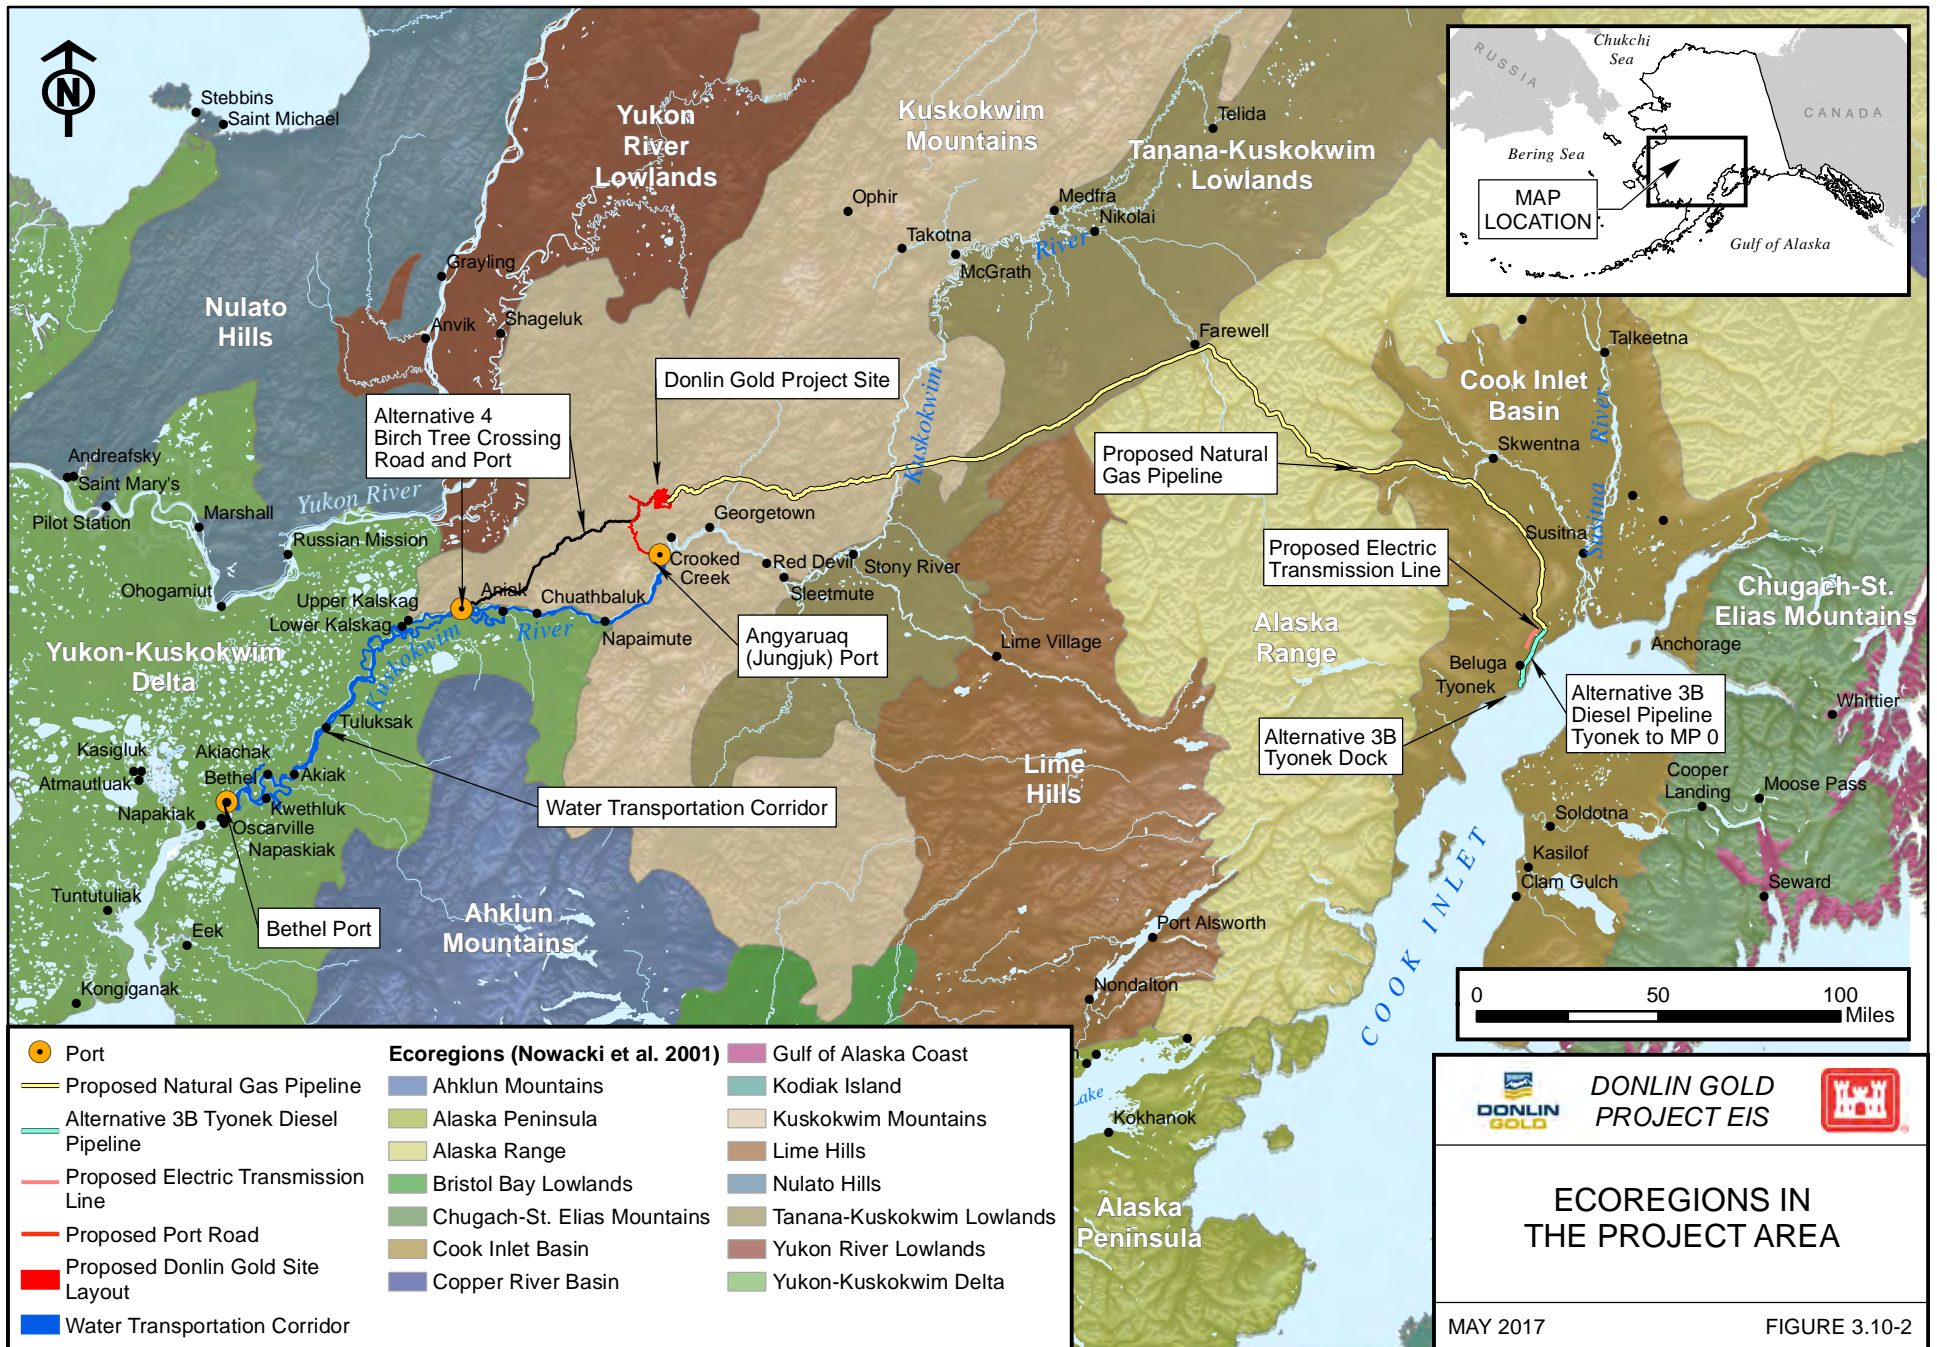 N
Stebbins
Saint Michael
Yukon
River
Lowlands
Kuskokwim
Mountains
Telida
Tanana-Kuskokwim
Lowlands
RUSSIA
Chukchi
Sea
CANADA
Bering Sea
MAP
LOCATION
Gulf of Alaska
Ophir
Medfra
Nikolai
Takotna
River
McGrath
Grayling
Nulato
Hills
Anvik
Shageluk
Farewell
Talkeetna
Donlin Gold Project Site
Cook Inlet
Basin
Alternative 4
Birch Tree Crossing
Road and Port
Kuskokwim
River
Skwentna
Proposed Natural
Gas Pipeline
Andreafsky
Saint Mary's
Pilot Station
Marshall
Yukon River
Russian Mission
Georgetown
Susitna
Susitna
Crooked
Creek
Red Devil
Stony River
Sleetmute
Proposed Electric
Transmission Line
Chugach-St.
Elias Mountains
Ohogamiut
Upper Kalskag
Lower Kalskag
Aniak
Chuathbaluk
Kuskokwim
River
Napaimute
Angyaruaq
(Jungjuk) Port
Lime Village
Alaska
Range
Anchorage
Yukon-Kuskokwim
Delta
Beluga
Tyonek
Alternative 3B
Diesel Pipeline
Tyonek to MP 0
Whittier
Tuluksak
Alternative 3B
Tyonek Dock
Kasigluk
Atmautluak
Akiachak
Bethel
Akiak
Kwethluk
Napakiak
Oscarville
Napaskiak
Water Transportation Corridor
Lime
Hills
Cooper
Landing
Moose Pass
Soldotna
Kasilof
Clam Gulch
Seward
COOK INLET
Tuntutuliak
Eek
Bethel Port
Ahklun
Mountains
Port Alsworth
Kongiganak
Nondalton
0 50 100
Miles
Lake
Kokhanok
Alaska
Peninsula
Port
Proposed Natural Gas Pipeline
Alternative 3B Tyonek Diesel
Pipeline
Proposed Electric Transmission
Line
Proposed Port Road
Proposed Donlin Gold Site
Layout
Water Transportation Corridor
Ecoregions (Nowacki et al. 2001)
Ahklun Mountains
Alaska Peninsula
Alaska Range
Bristol Bay Lowlands
Chugach-St. Elias Mountains
Cook Inlet Basin
Copper River Basin
Gulf of Alaska Coast
Kodiak Island
Kuskokwim Mountains
Lime Hills
Nulato Hills
Tanana-Kuskokwim Lowlands
Yukon River Lowlands
Yukon-Kuskokwim Delta
DONLIN
GOLD
DONLIN GOLD
PROJECT EIS
ECOREGIONS IN
THE PROJECT AREA
MAY 2017
FIGURE 3.10-2